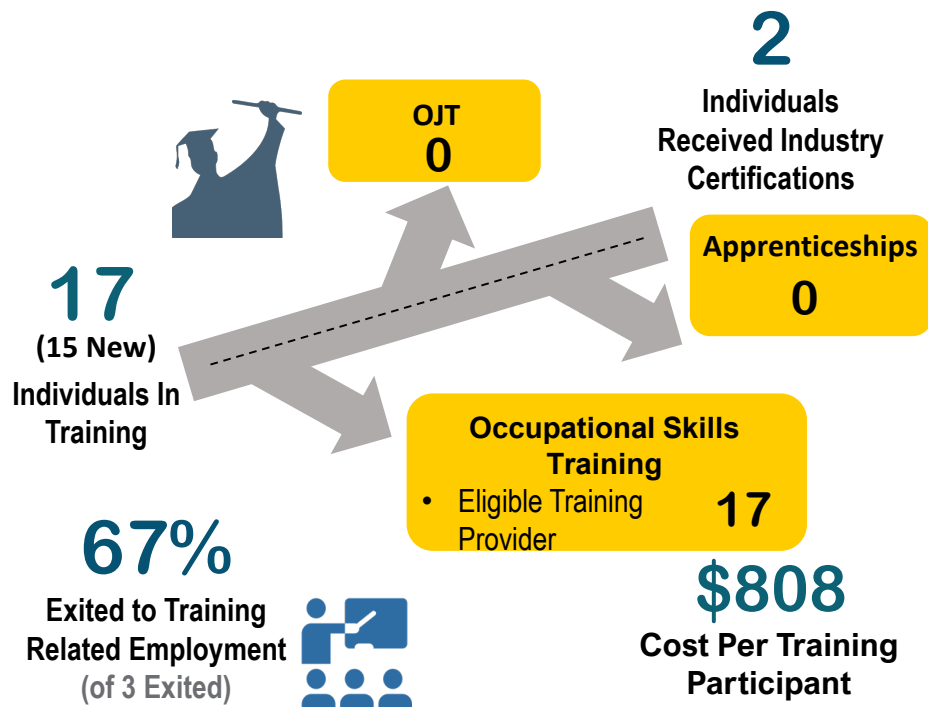 OJT
0
2
Individuals
Received Industry
Certifications
Apprenticeships
0
17
(15 New)
Individuals In
Training
Occupational Skills
Training
• Eligible Training
Provider
17
67%
Exited to Training
Related Employment
(of 3 Exited)
$808
Cost Per Training
Participant